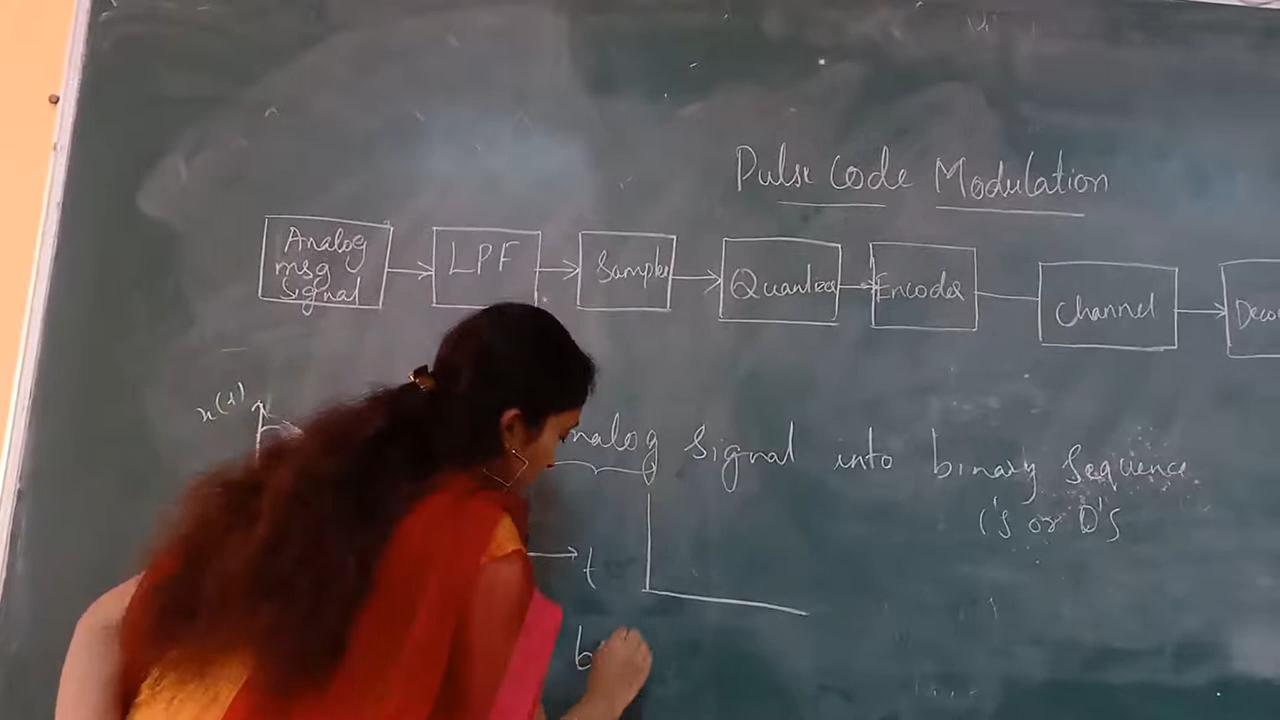 Pulse Code Modulation
Analog
msg
Signal
LPF
Sampler
Quantizer
Encoder
Channel
Deco
x(t)
nalog signal into binary sequence
1's or 0's
t
b